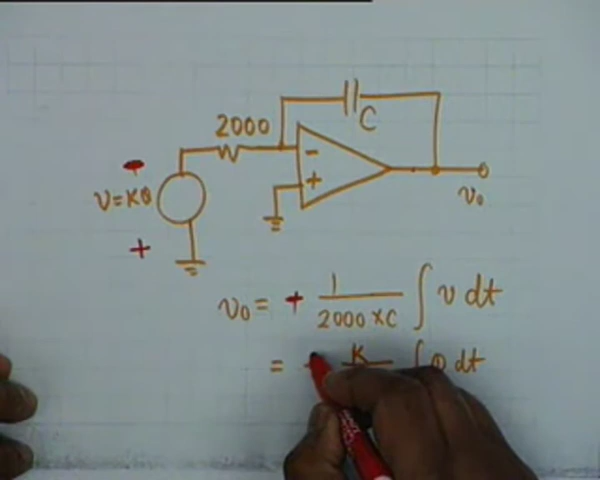 2000
C
-
V=Kθ
+
+
v₀
v₀ = + 1/(2000 × C) ∫ v dt
= K ∫ θ dt